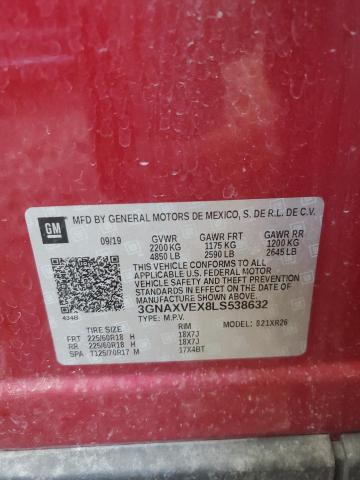 GM
MFD BY GENERAL MOTORS DE MEXICO, S. DE R.L. DE C.V.
09/19 GVWR GAWR FRT GAWR RR
2200 KG 1175 KG 1200 KG
4850 LB 2590 LB 2645 LB
THIS VEHICLE CONFORMS TO ALL
APPLICABLE U.S. FEDERAL MOTOR
VEHICLE SAFETY AND THEFT
PREVENTION STANDARDS IN EFFECT ON
THE DATE OF MANUFACTURE SHOWN ABOVE.
3GNAXVEX8LS538632
434B TYPE: M.P.V. MODEL: 821XR26
TIRE SIZE RIM
FRT 225/60R18 H 18X7J
RR 225/60R18 H 18X7J
SPA T125/70R17 M 17X4BT